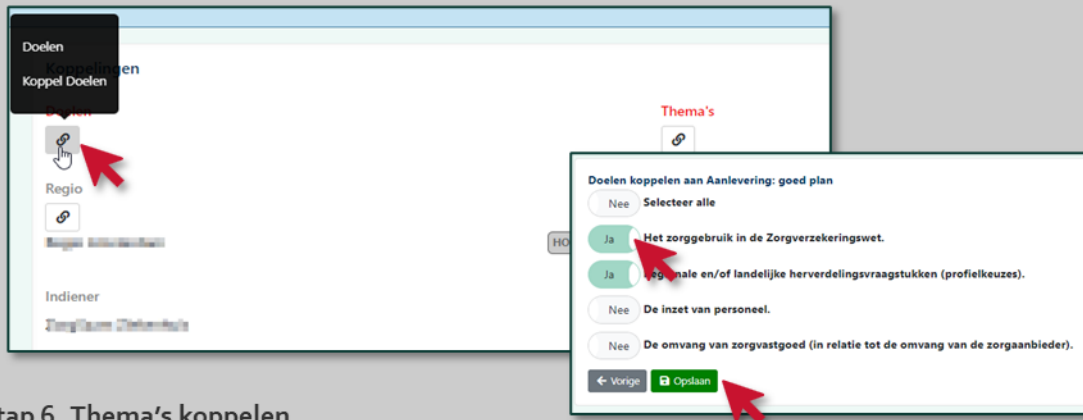 Doelen
Koppelingen
Koppel Doelen
Doelen
Thema's
Regio
HO
Indiener
Doelen koppelen aan Aanlevering: goed plan
Nee Selecteer alle
Ja Het zorggebruik in de Zorgverzekeringswet.
Ja Regionale en/of landelijke herverdelingsvraagstukken (profielkeuzes).
Nee De inzet van personeel.
Nee De omvang van zorgvastgoed (in relatie tot de omvang van de zorgaanbieder).
← Vorige Opslaan
tap 6 Thema's koppelen